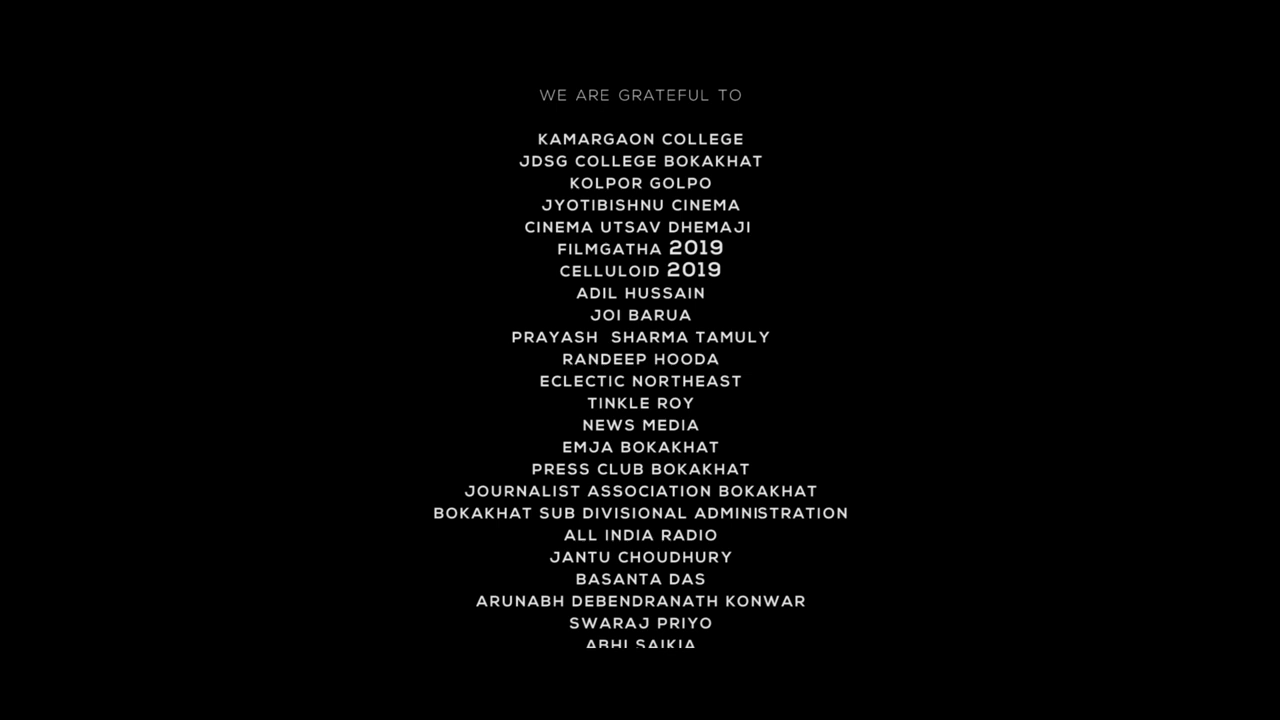 WE ARE GRATEFUL TO
KAMARGAON COLLEGE
JDSG COLLEGE BOKAKHAT
KOLPOR GOLPO
JYOTIBISHNU CINEMA
CINEMA UTSAV DHEMAJI
FILMGATHA 2019
CELLULOID 2019
ADIL HUSSAIN
JOI BARUA
PRAYASH SHARMA TAMULY
RANDEEP HOODA
ECLECTIC NORTHEAST
TINKLE ROY
NEWS MEDIA
EMJA BOKAKHAT
PRESS CLUB BOKAKHAT
JOURNALIST ASSOCIATION BOKAKHAT
BOKAKHAT SUB DIVISIONAL ADMINISTRATION
ALL INDIA RADIO
JANTU CHOUDHURY
BASANTA DAS
ARUNABH DEBENDRANATH KONWAR
SWARAJ PRIYO
ABHI SAIKIA